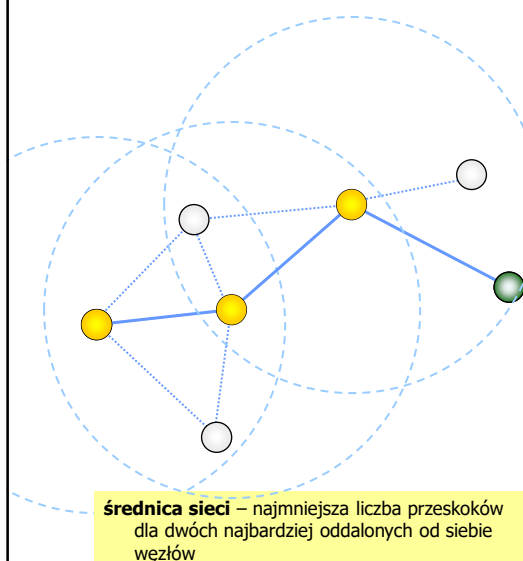 średnica sieci – najmniejsza liczba przeskoków
dla dwóch najbardziej oddalonych od siebie
węzłów